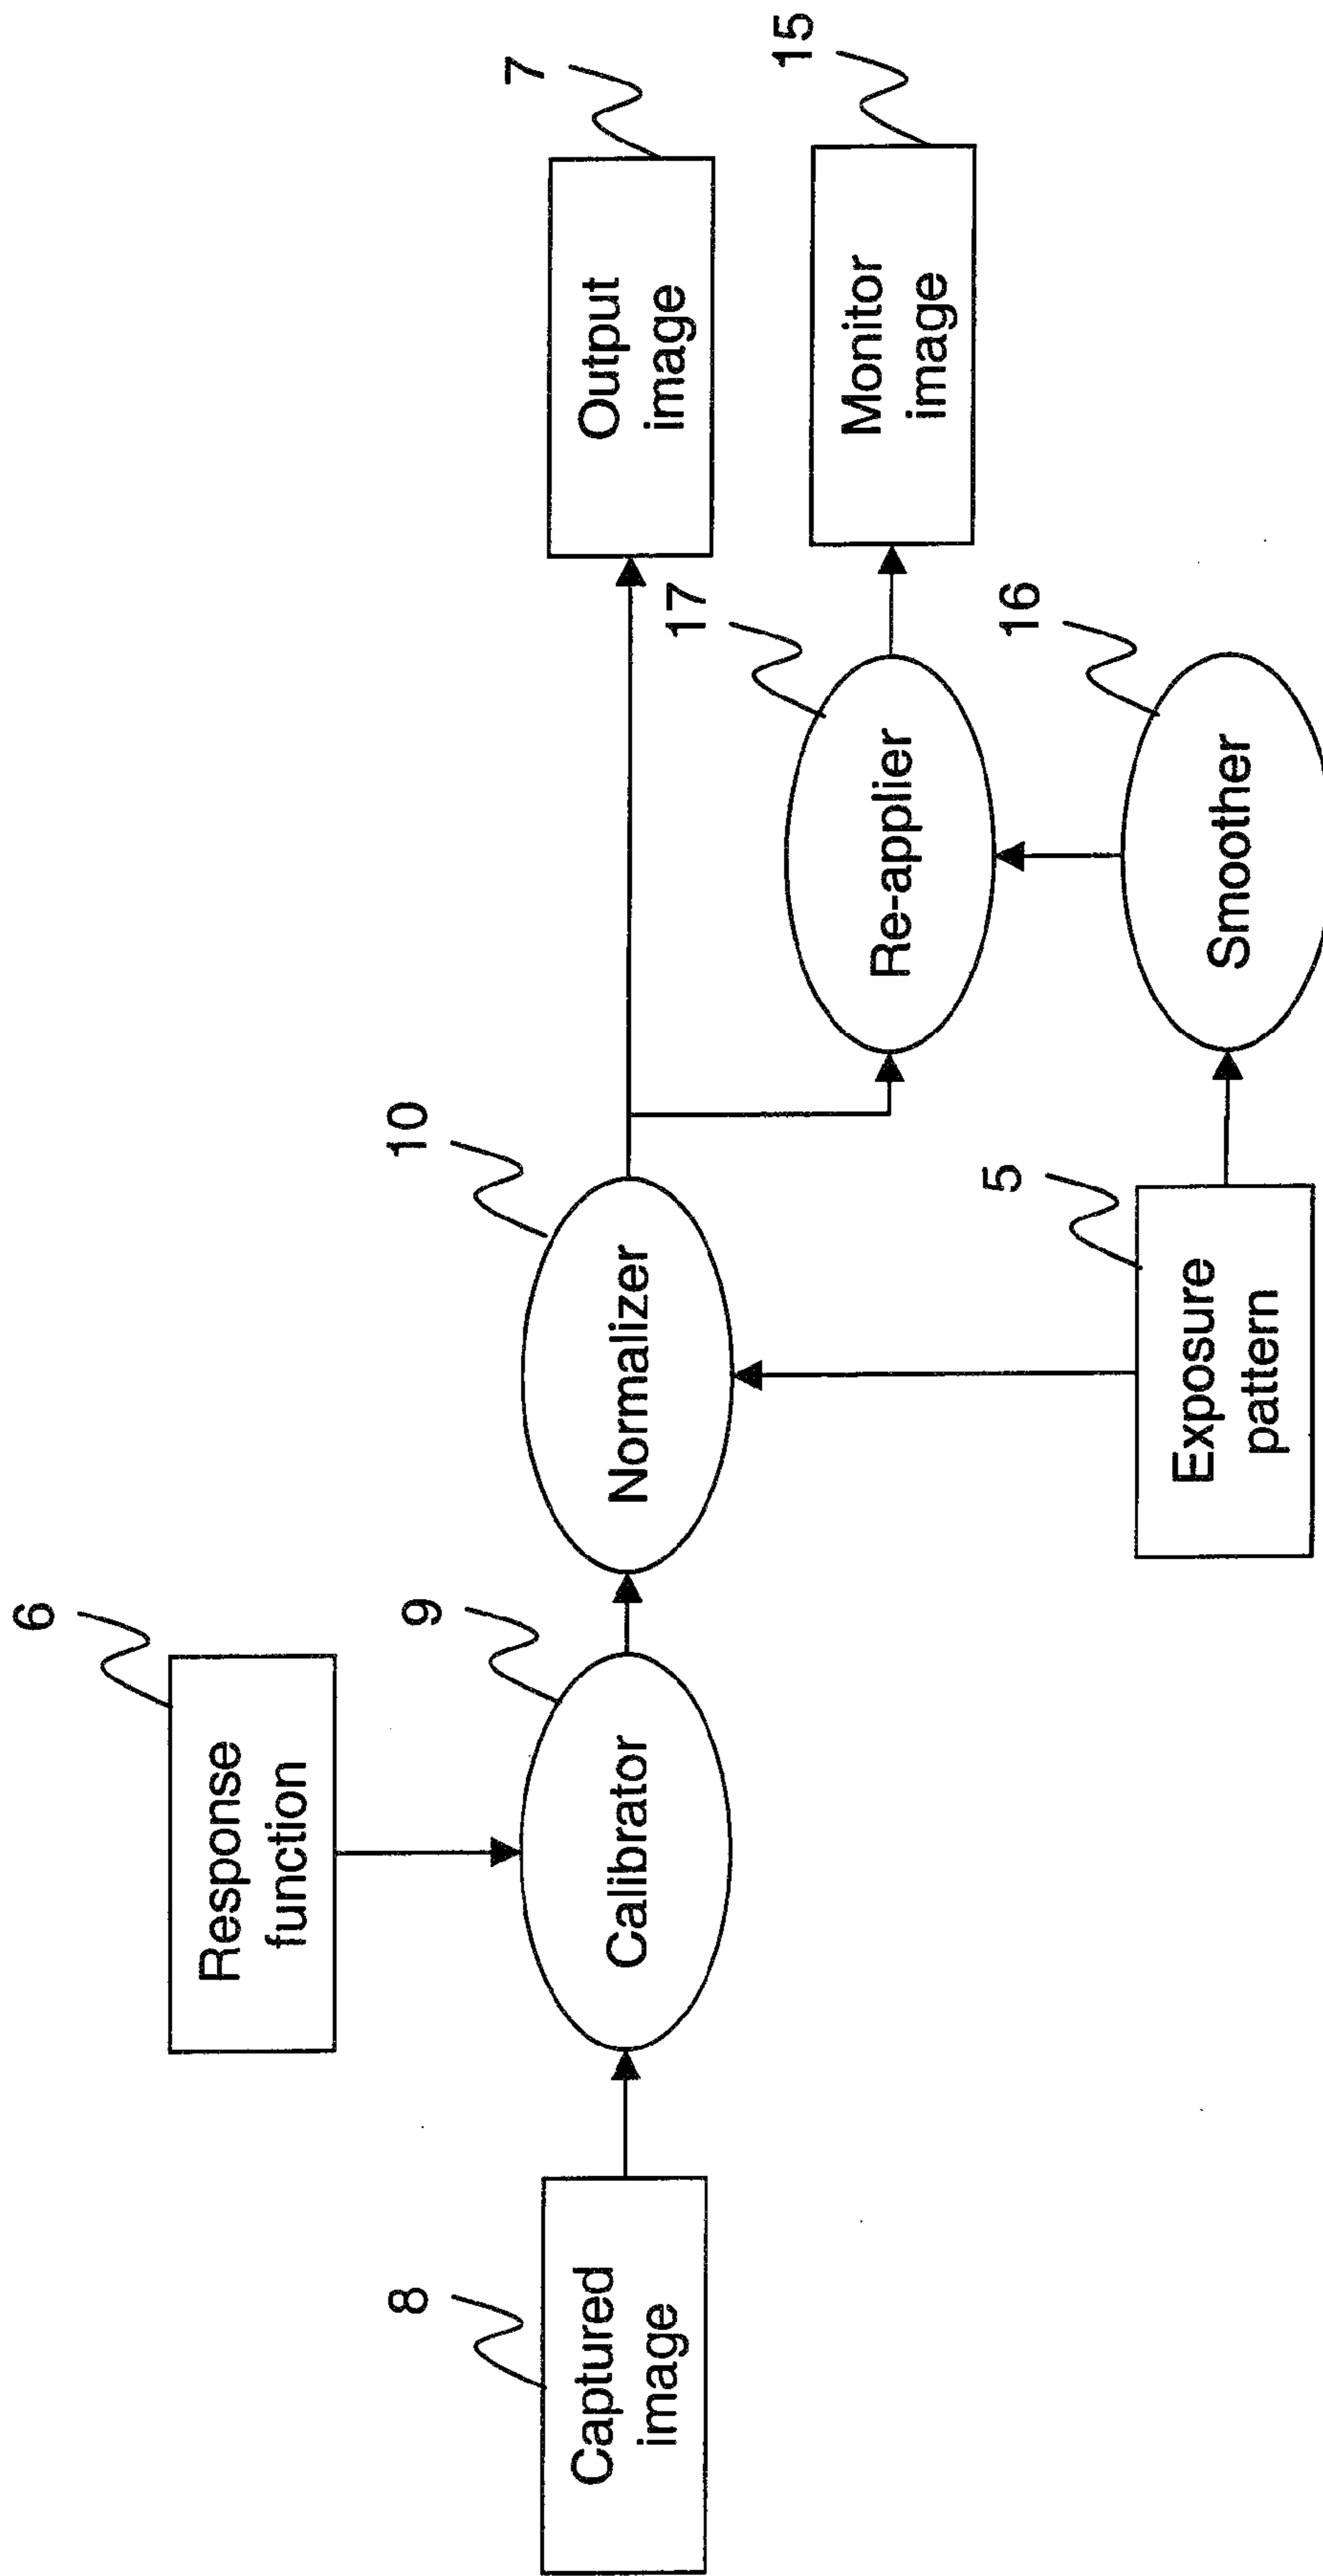 6
Response
function
8
Captured
image
9
Calibrator
10
Normalizer
7
Output
image
17
Re-applier
15
Monitor
image
5
Exposure
pattern
16
Smoother